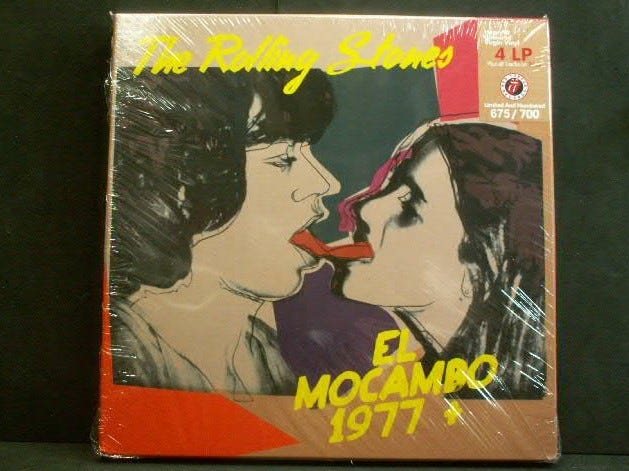 The Rolling Stones
4 LP
Limited And Numbered
675 / 700
EL
MOCAMBO
1977 +